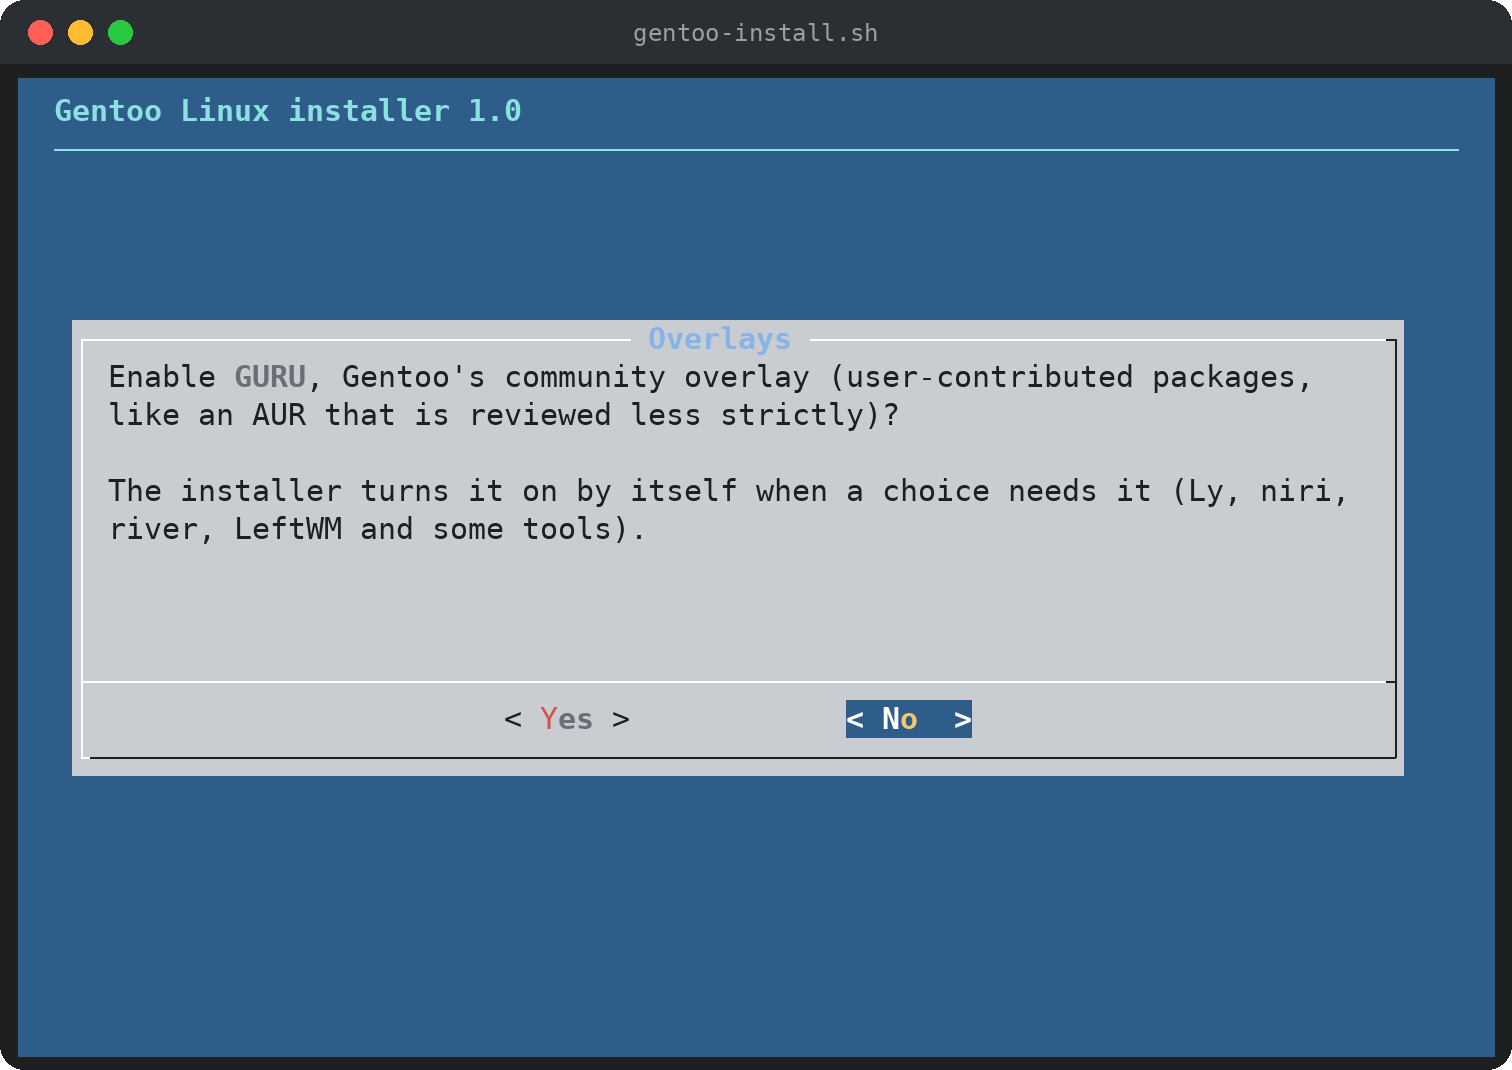 gentoo-install.sh
Gentoo Linux installer 1.0
Overlays
Enable GURU, Gentoo's community overlay (user-contributed packages,
like an AUR that is reviewed less strictly)?
The installer turns it on by itself when a choice needs it (Ly, niri,
river, LeftWM and some tools).
< Yes > < No >